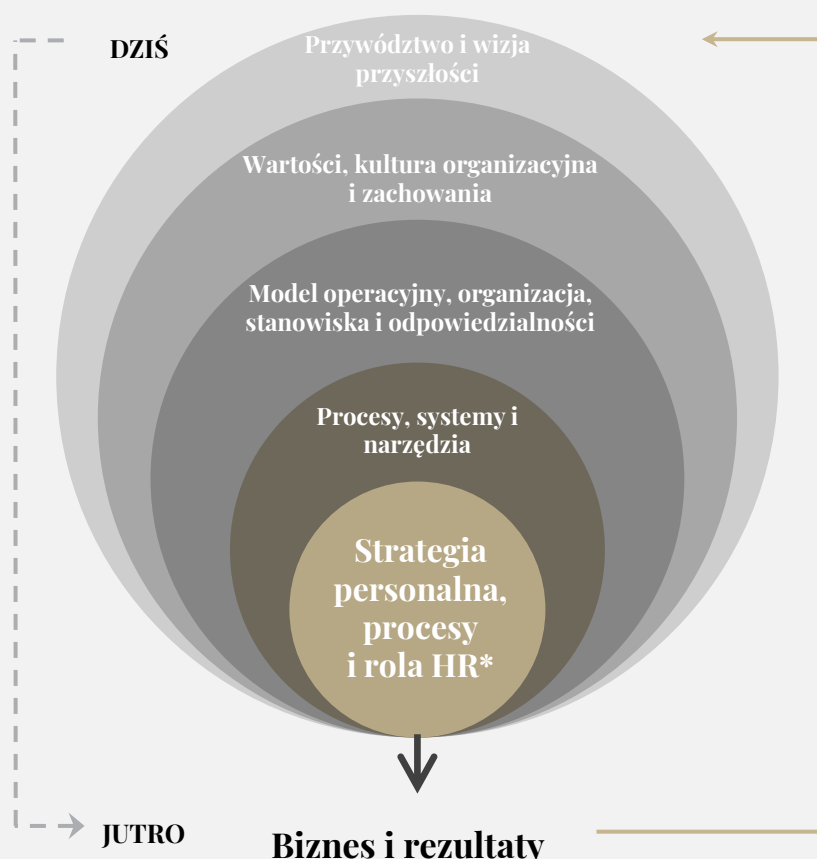 DZIŚ
Przywództwo i wizja
przyszłości
Wartości, kultura organizacyjna
i zachowania
Model operacyjny, organizacja,
stanowiska i odpowiedzialności
Procesy, systemy i
narzędzia
Strategia
personalna,
procesy
i rola HR*
JUTRO
Biznes i rezultaty